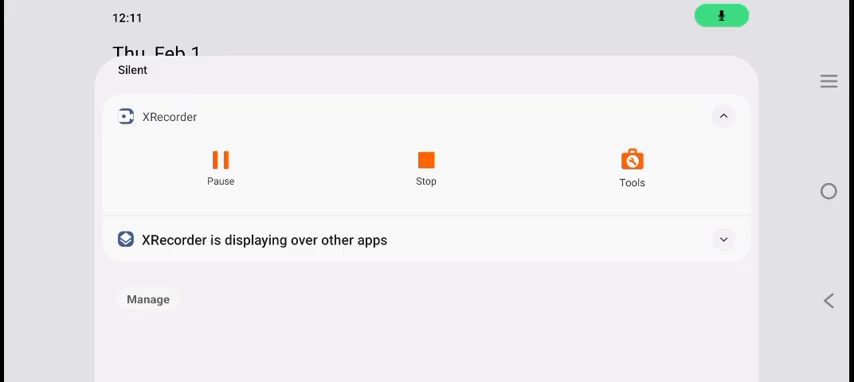 12:11
Thu, Feb 1
Silent
XRecorder
Pause
Stop
Tools
XRecorder is displaying over other apps
Manage